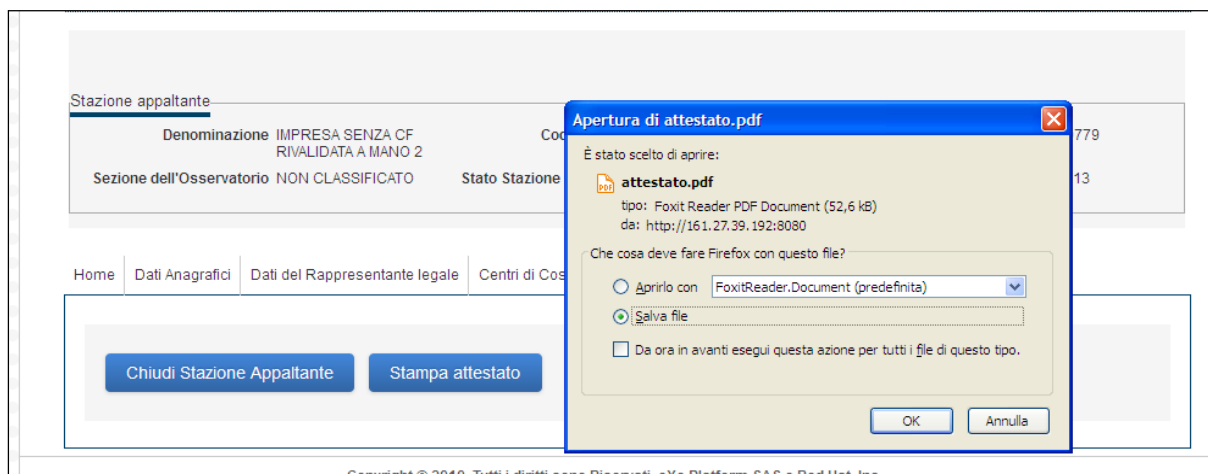 Stazione appaltante
Denominazione IMPRESA SENZA CF
RIVALIDATA A MANO 2
779
Sezione dell'Osservatorio NON CLASSIFICATO Stato Stazione
13
Home Dati Anagrafici Dati del Rappresentante legale Centri di
Chiudi Stazione Appaltante Stampa attestato
Apertura di attestato.pdf
È stato scelto di aprire:
attestato.pdf
tipo: Foxit Reader PDF Document (52,6 kB)
da: http://161.27.39.192:8080
Che cosa deve fare Firefox con questo file?
Aprirlo con FoxitReader.Document (predefinita)
Salva file
Da ora in avanti esegui questa azione per tutti i file di questo tipo.
OK Annulla